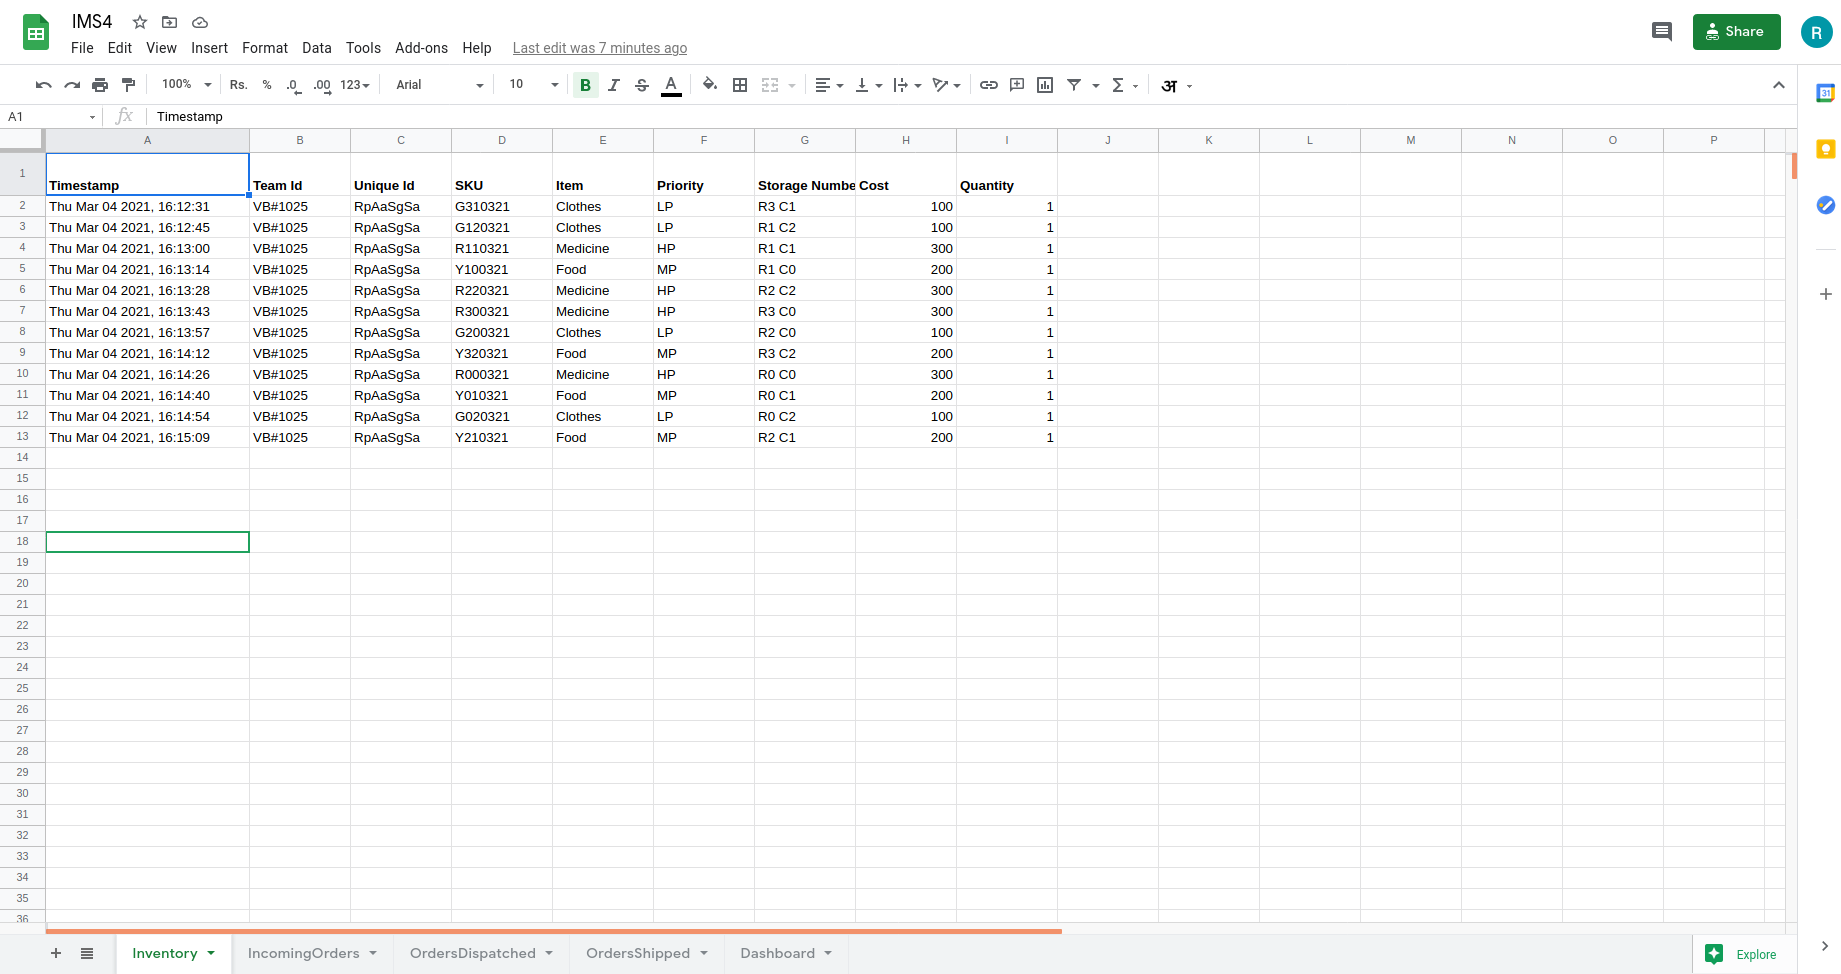 IMS4
File Edit View Insert Format Data Tools Add-ons Help Last edit was 7 minutes ago
Share
R
100% Rs. % .0 .00 123 Arial 10 B I S A Σ अ
31
A1 fx Timestamp
A B C D E F G H I J K L M N O P
1 Timestamp Team Id Unique Id SKU Item Priority Storage Numbe Cost Quantity
2 Thu Mar 04 2021, 16:12:31 VB#1025 RpAaSgSa G310321 Clothes LP R3 C1 100 1
3 Thu Mar 04 2021, 16:12:45 VB#1025 RpAaSgSa G120321 Clothes LP R1 C2 100 1
4 Thu Mar 04 2021, 16:13:00 VB#1025 RpAaSgSa R110321 Medicine HP R1 C1 300 1
5 Thu Mar 04 2021, 16:13:14 VB#1025 RpAaSgSa Y100321 Food MP R1 C0 200 1
6 Thu Mar 04 2021, 16:13:28 VB#1025 RpAaSgSa R220321 Medicine HP R2 C2 300 1
7 Thu Mar 04 2021, 16:13:43 VB#1025 RpAaSgSa R300321 Medicine HP R3 C0 300 1
8 Thu Mar 04 2021, 16:13:57 VB#1025 RpAaSgSa G200321 Clothes LP R2 C0 100 1
9 Thu Mar 04 2021, 16:14:12 VB#1025 RpAaSgSa Y320321 Food MP R3 C2 200 1
10 Thu Mar 04 2021, 16:14:26 VB#1025 RpAaSgSa R000321 Medicine HP R0 C0 300 1
11 Thu Mar 04 2021, 16:14:40 VB#1025 RpAaSgSa Y010321 Food MP R0 C1 200 1
12 Thu Mar 04 2021, 16:14:54 VB#1025 RpAaSgSa G020321 Clothes LP R0 C2 100 1
13 Thu Mar 04 2021, 16:15:09 VB#1025 RpAaSgSa Y210321 Food MP R2 C1 200 1
14
15
16
17
18
19
20
21
22
23
24
25
26
27
28
29
30
31
32
33
34
35
36
Inventory IncomingOrders OrdersDispatched OrdersShipped Dashboard Explore